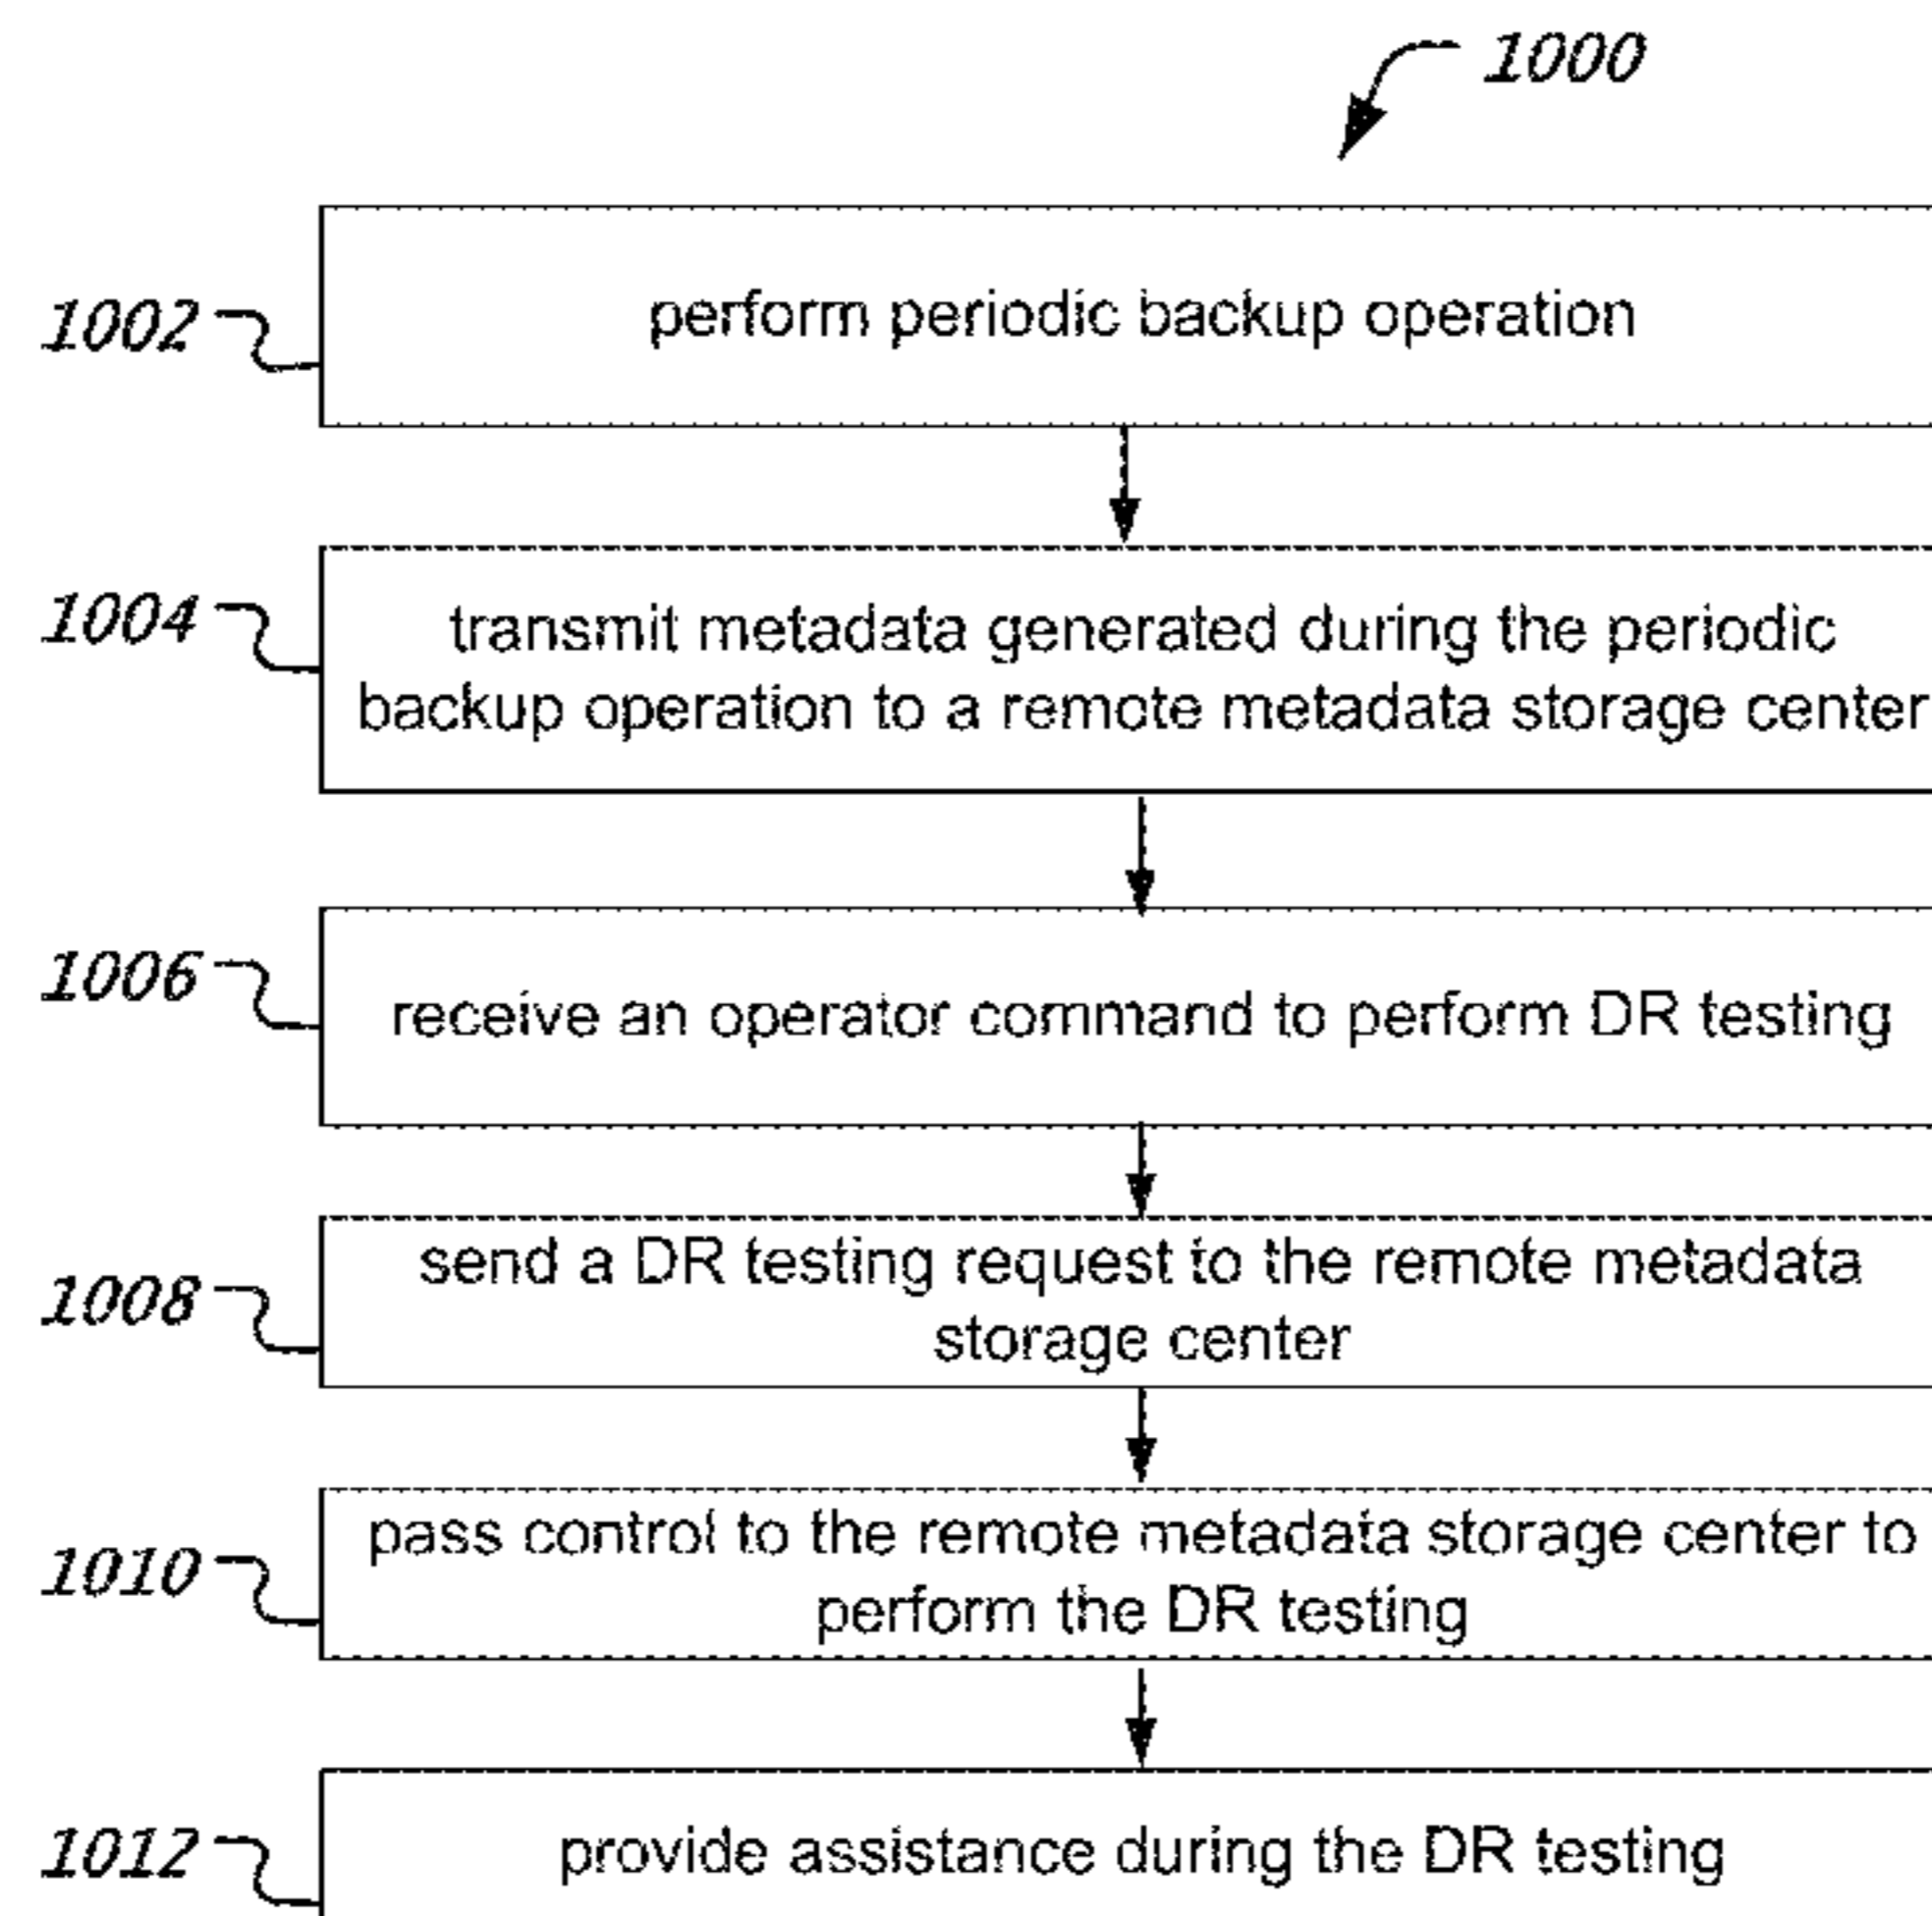 1000
1002
perform periodic backup operation
1004
transmit metadata generated during the periodic
backup operation to a remote metadata storage center
1006
receive an operator command to perform DR testing
1008
send a DR testing request to the remote metadata
storage center
1010
pass control to the remote metadata storage center to
perform the DR testing
1012
provide assistance during the DR testing